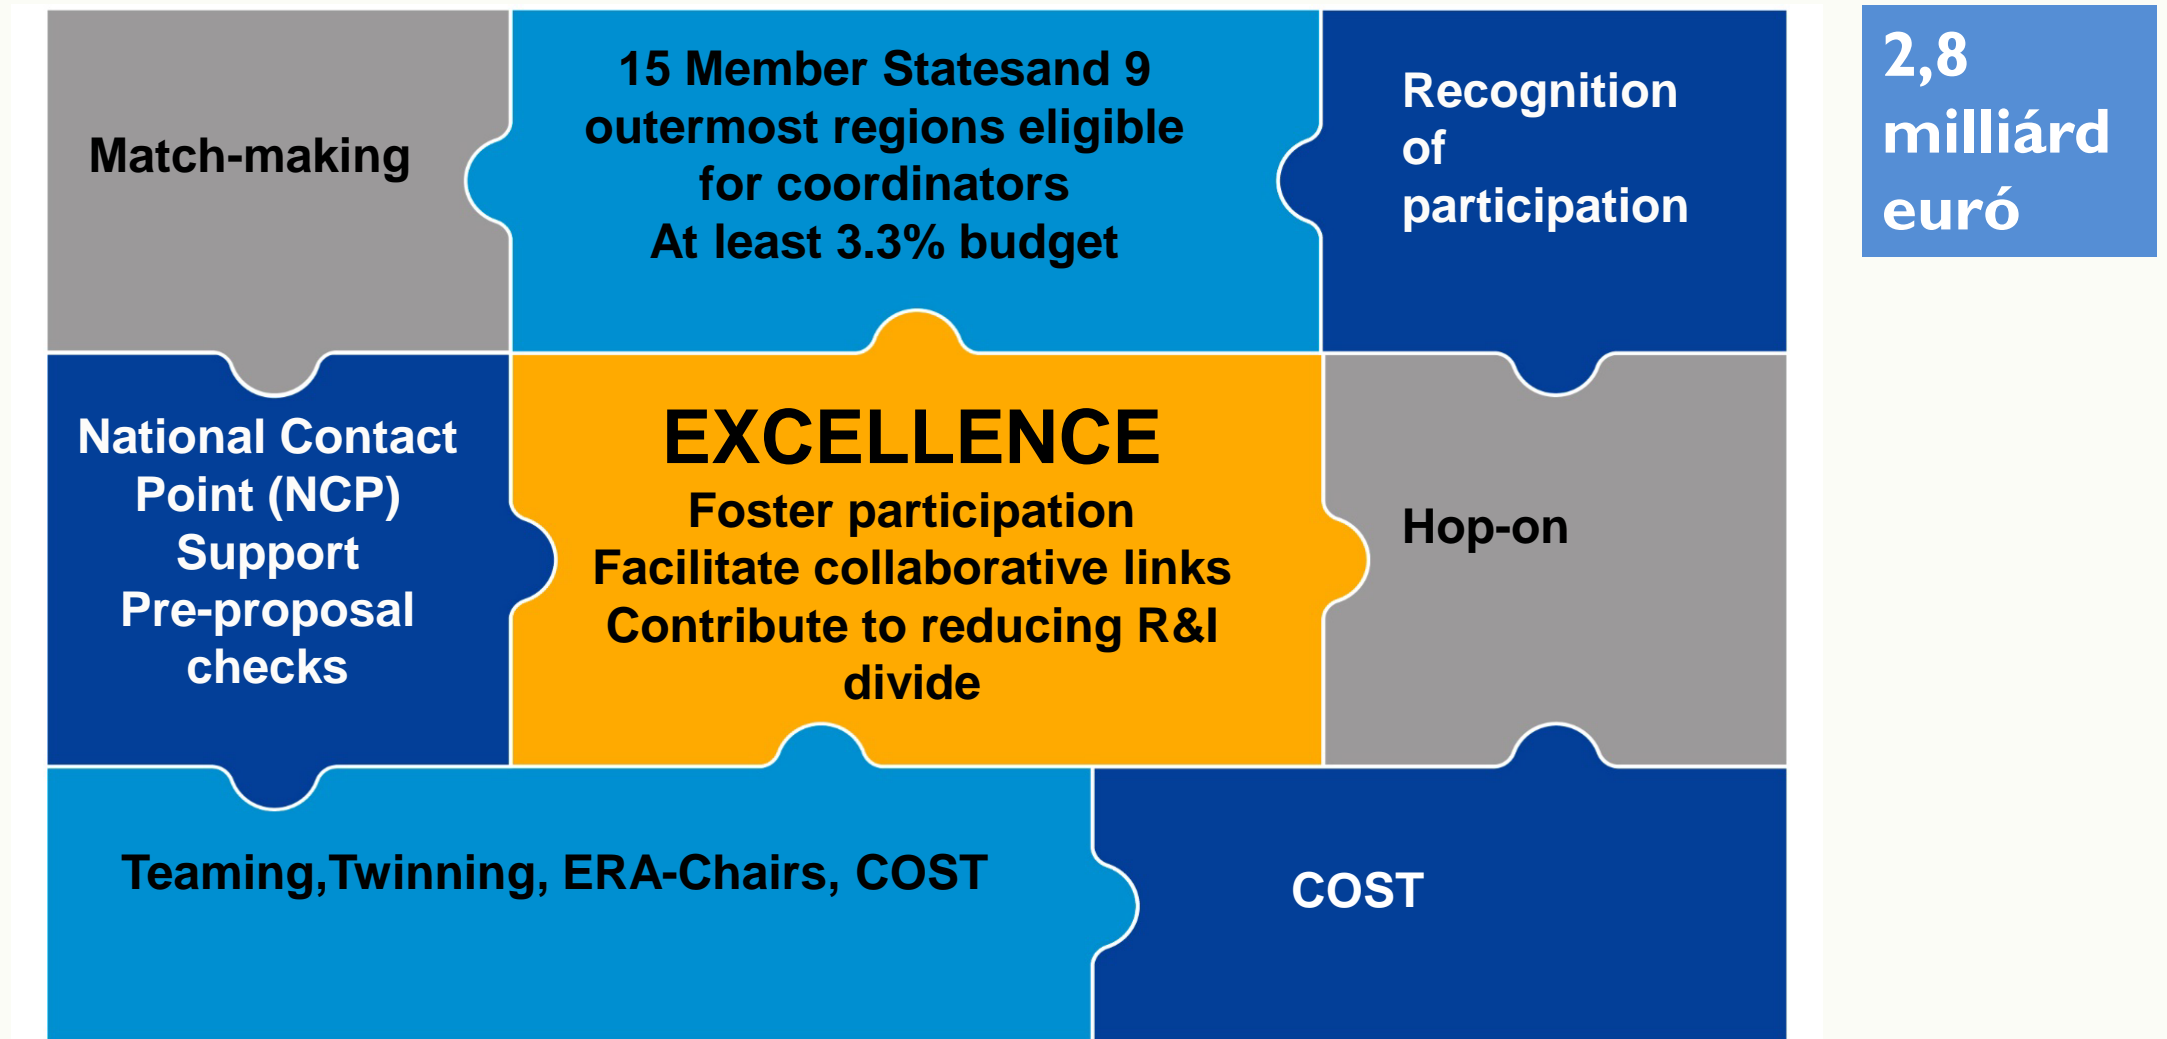 Match-making
15 Member Statesand 9
outermost regions eligible
for coordinators
At least 3.3% budget
Recognition
of
participation
2,8
milliárd
euró
National Contact
Point (NCP)
Support
Pre-proposal
checks
EXCELLENCE
Foster participation
Facilitate collaborative links
Contribute to reducing R&I
divide
Hop-on
Teaming,Twinning, ERA-Chairs, COST
COST